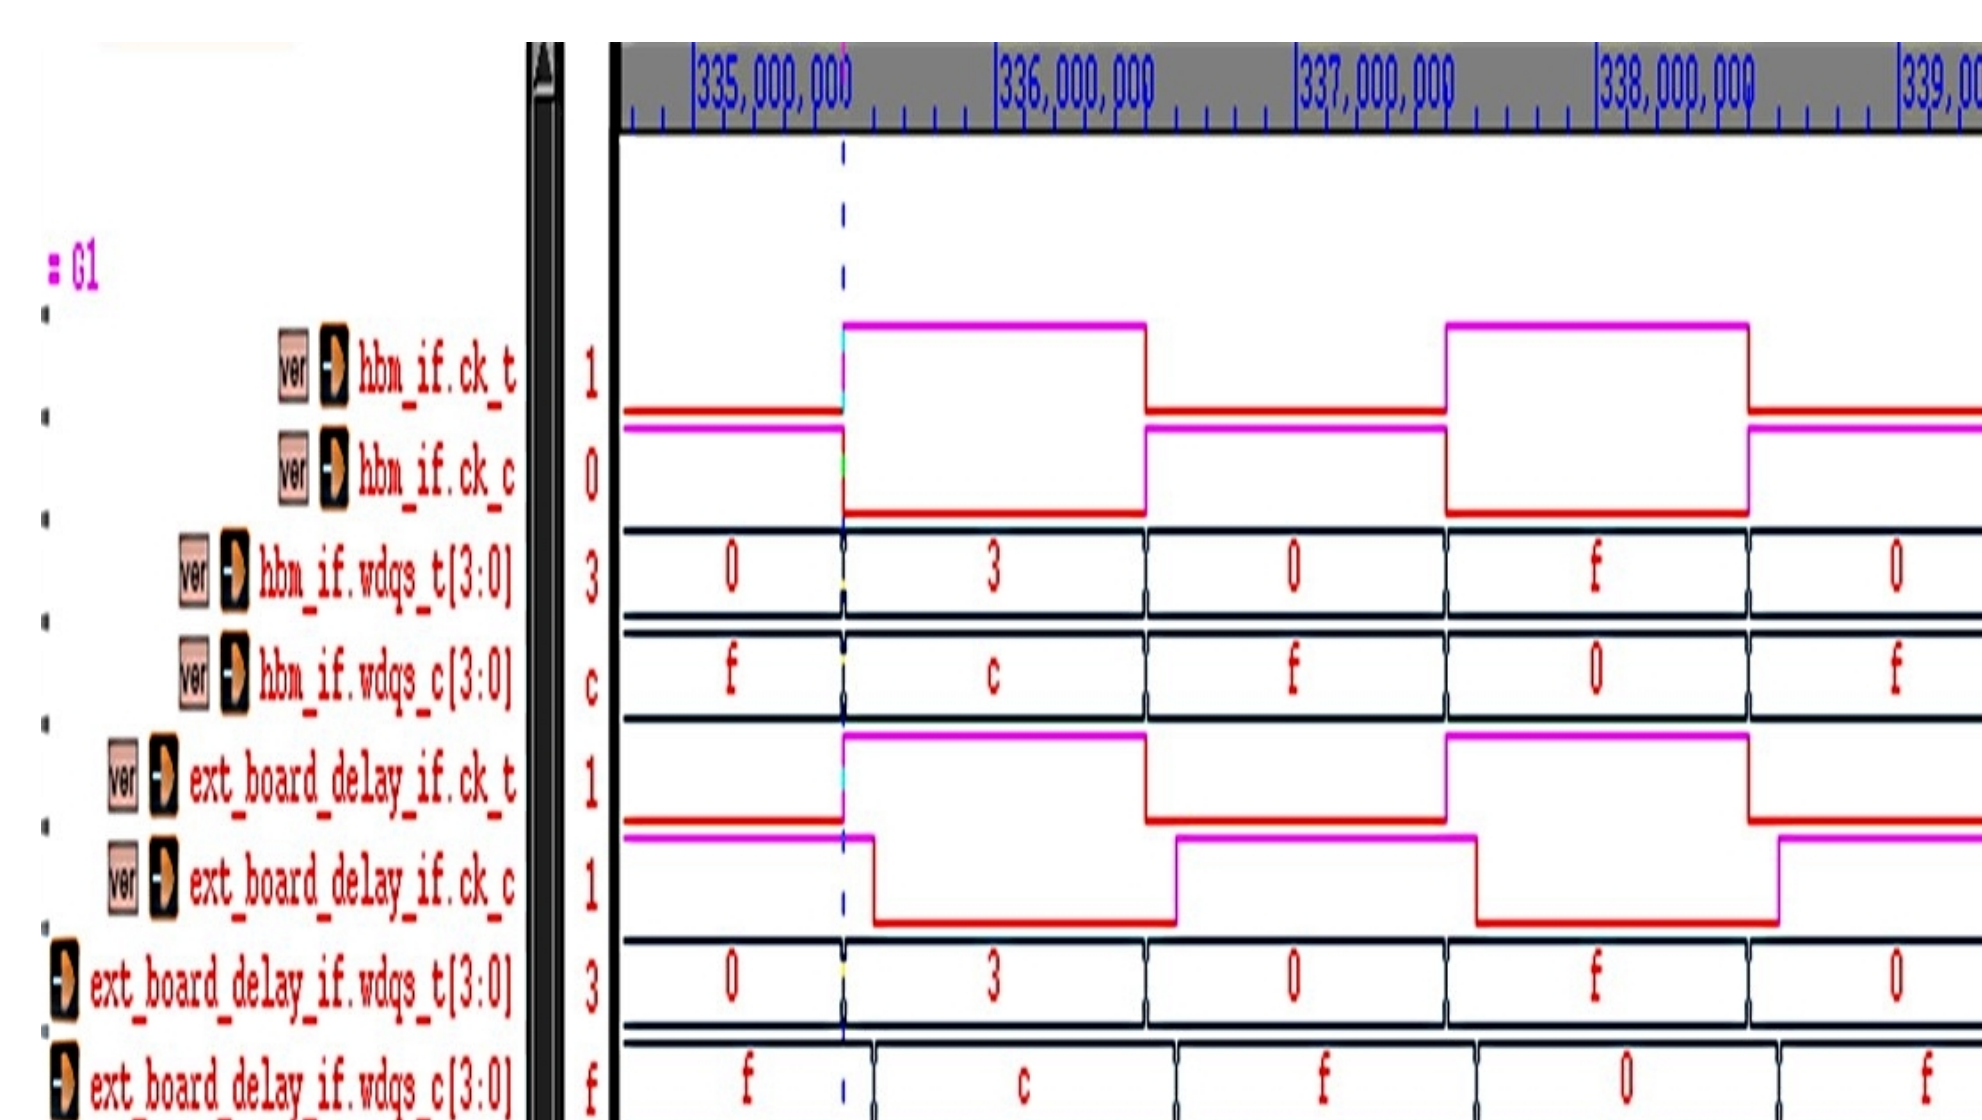 335,000,000 336,000,000 337,000,000 338,000,000 339,00
G1
ver hbm_if.ck_t 1
ver hbm_if.ck_c 0
ver hbm_if.wdqs_t[3:0] 3 0 3 0 f 0
ver hbm_if.wdqs_c[3:0] c f c f 0 f
ver ext_board_delay_if.ck_t 1
ver ext_board_delay_if.ck_c 1
ext_board_delay_if.wdqs_t[3:0] 3 0 3 0 f 0
ext_board_delay_if.wdqs_c[3:0] f f c f 0 f